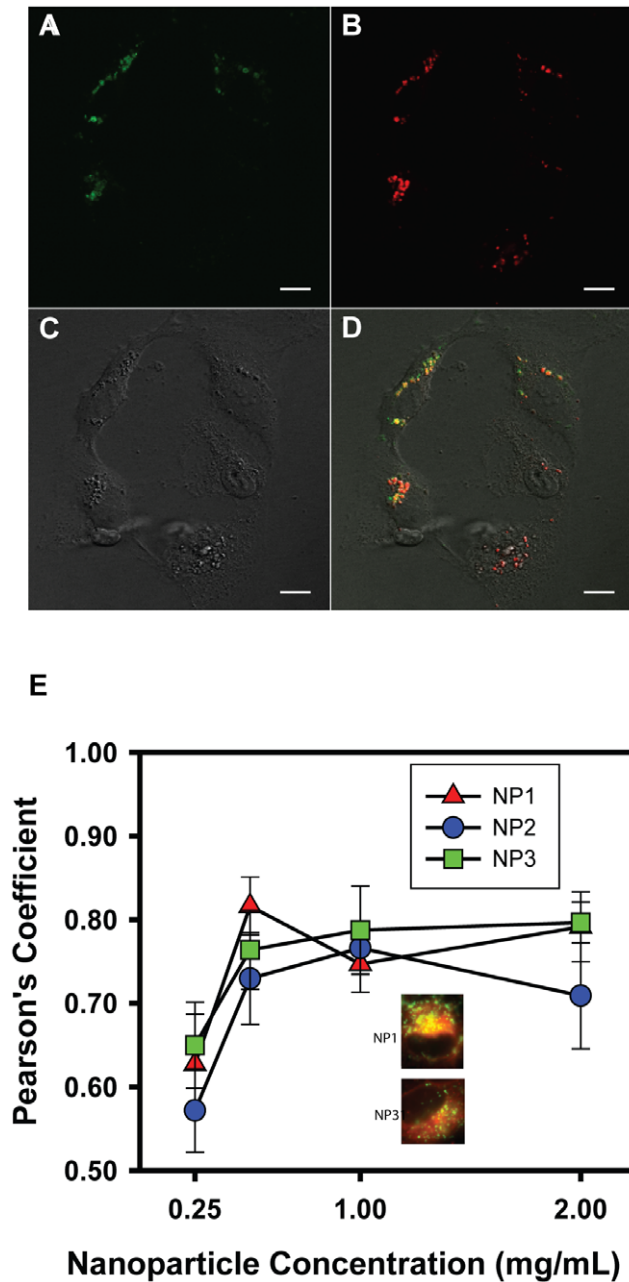 A
B
C
D
E
1.00
0.90
0.80
0.70
0.60
0.50
Pearson's Coefficient
NP1
NP2
NP3
NP1
NP3
0.25
1.00
2.00
Nanoparticle Concentration (mg/mL)